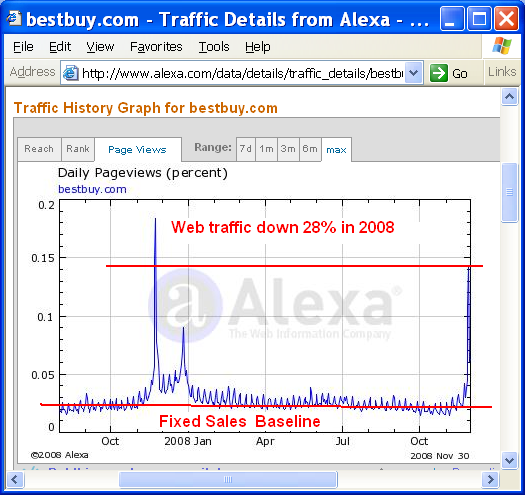 bestbuy.com - Traffic Details from Alexa - ...
File Edit View Favorites Tools Help
Address http://www.alexa.com/data/details/traffic_details/bestbu Go Links
Traffic History Graph for bestbuy.com
Reach Rank Page Views Range: 7d 1m 3m 6m max
Daily Pageviews (percent)
bestbuy.com
0.2
Web traffic down 28% in 2008
0.15
a Alexa®
The Web Information Company
0.1
0.05
Fixed Sales Baseline
0
Oct 2008 Jan Apr Jul Oct
©2008 Alexa 2008 Nov 30